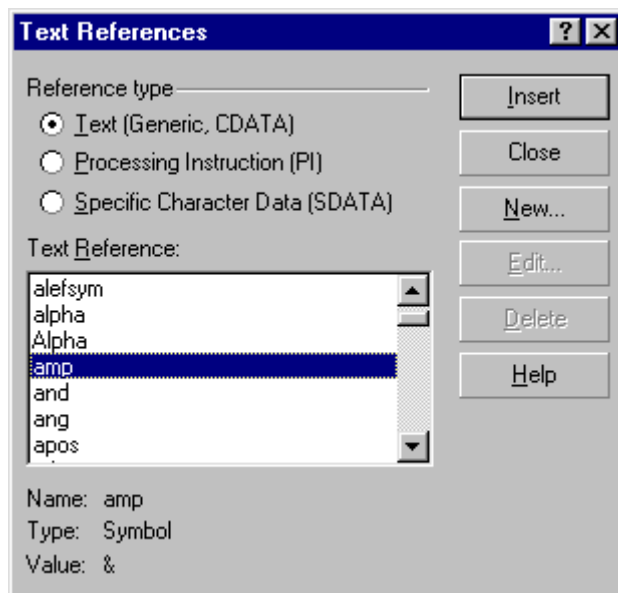 Text References
Reference type
Text (Generic, CDATA)
Processing Instruction (PI)
Specific Character Data (SDATA)
Text Reference:
alefsym
alpha
Alpha
amp
and
ang
apos
Name: amp
Type: Symbol
Value: &
Insert
Close
New...
Edit...
Delete
Help